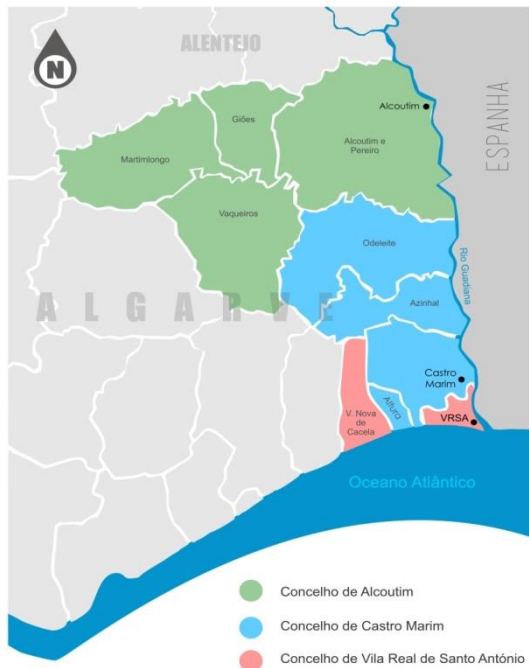 ALENTEJO
N
ESPANHA
Alcoutim
Giões
Martimlongo
Alcoutim e
Pereiro
Vaqueiros
Odeleite
Rio Guadiana
Azinhal
ALGARVE
Castro
Marim
Altura
V. Nova
de
Cacela
VRSA
Oceano Atlântico
Concelho de Alcoutim
Concelho de Castro Marim
Concelho de Vila Real de Santo António